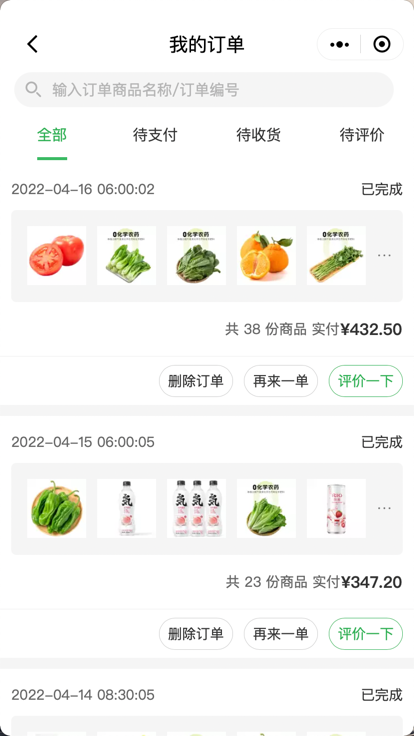 我的订单
输入订单商品名称/订单编号
全部 待支付 待收货 待评价
2022-04-16 06:00:02 已完成
0化学农药 0化学农药 0化学农药
共 38 份商品 实付¥432.50
删除订单 再来一单 评价一下
2022-04-15 06:00:05 已完成
0化学农药
共 23 份商品 实付¥347.20
删除订单 再来一单 评价一下
2022-04-14 08:30:05 已完成